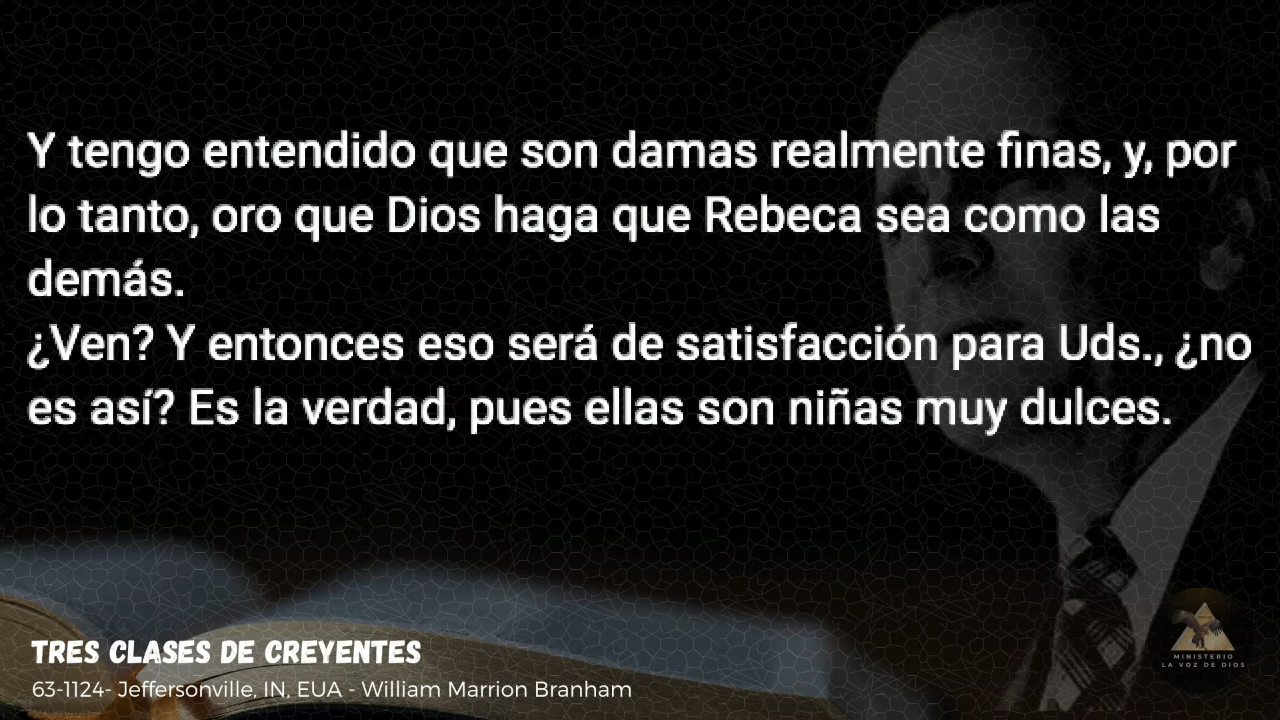 Y tengo entendido que son damas realmente finas, y, por
lo tanto, oro que Dios haga que Rebeca sea como las
demás.
¿Ven? Y entonces eso será de satisfacción para Uds., ¿no
es así? Es la verdad, pues ellas son niñas muy dulces.
TRES CLASES DE CREYENTES
63-1124- Jeffersonville, IN, EUA - William Marrion Branham
MINISTERIO
LA VOZ DE DIOS